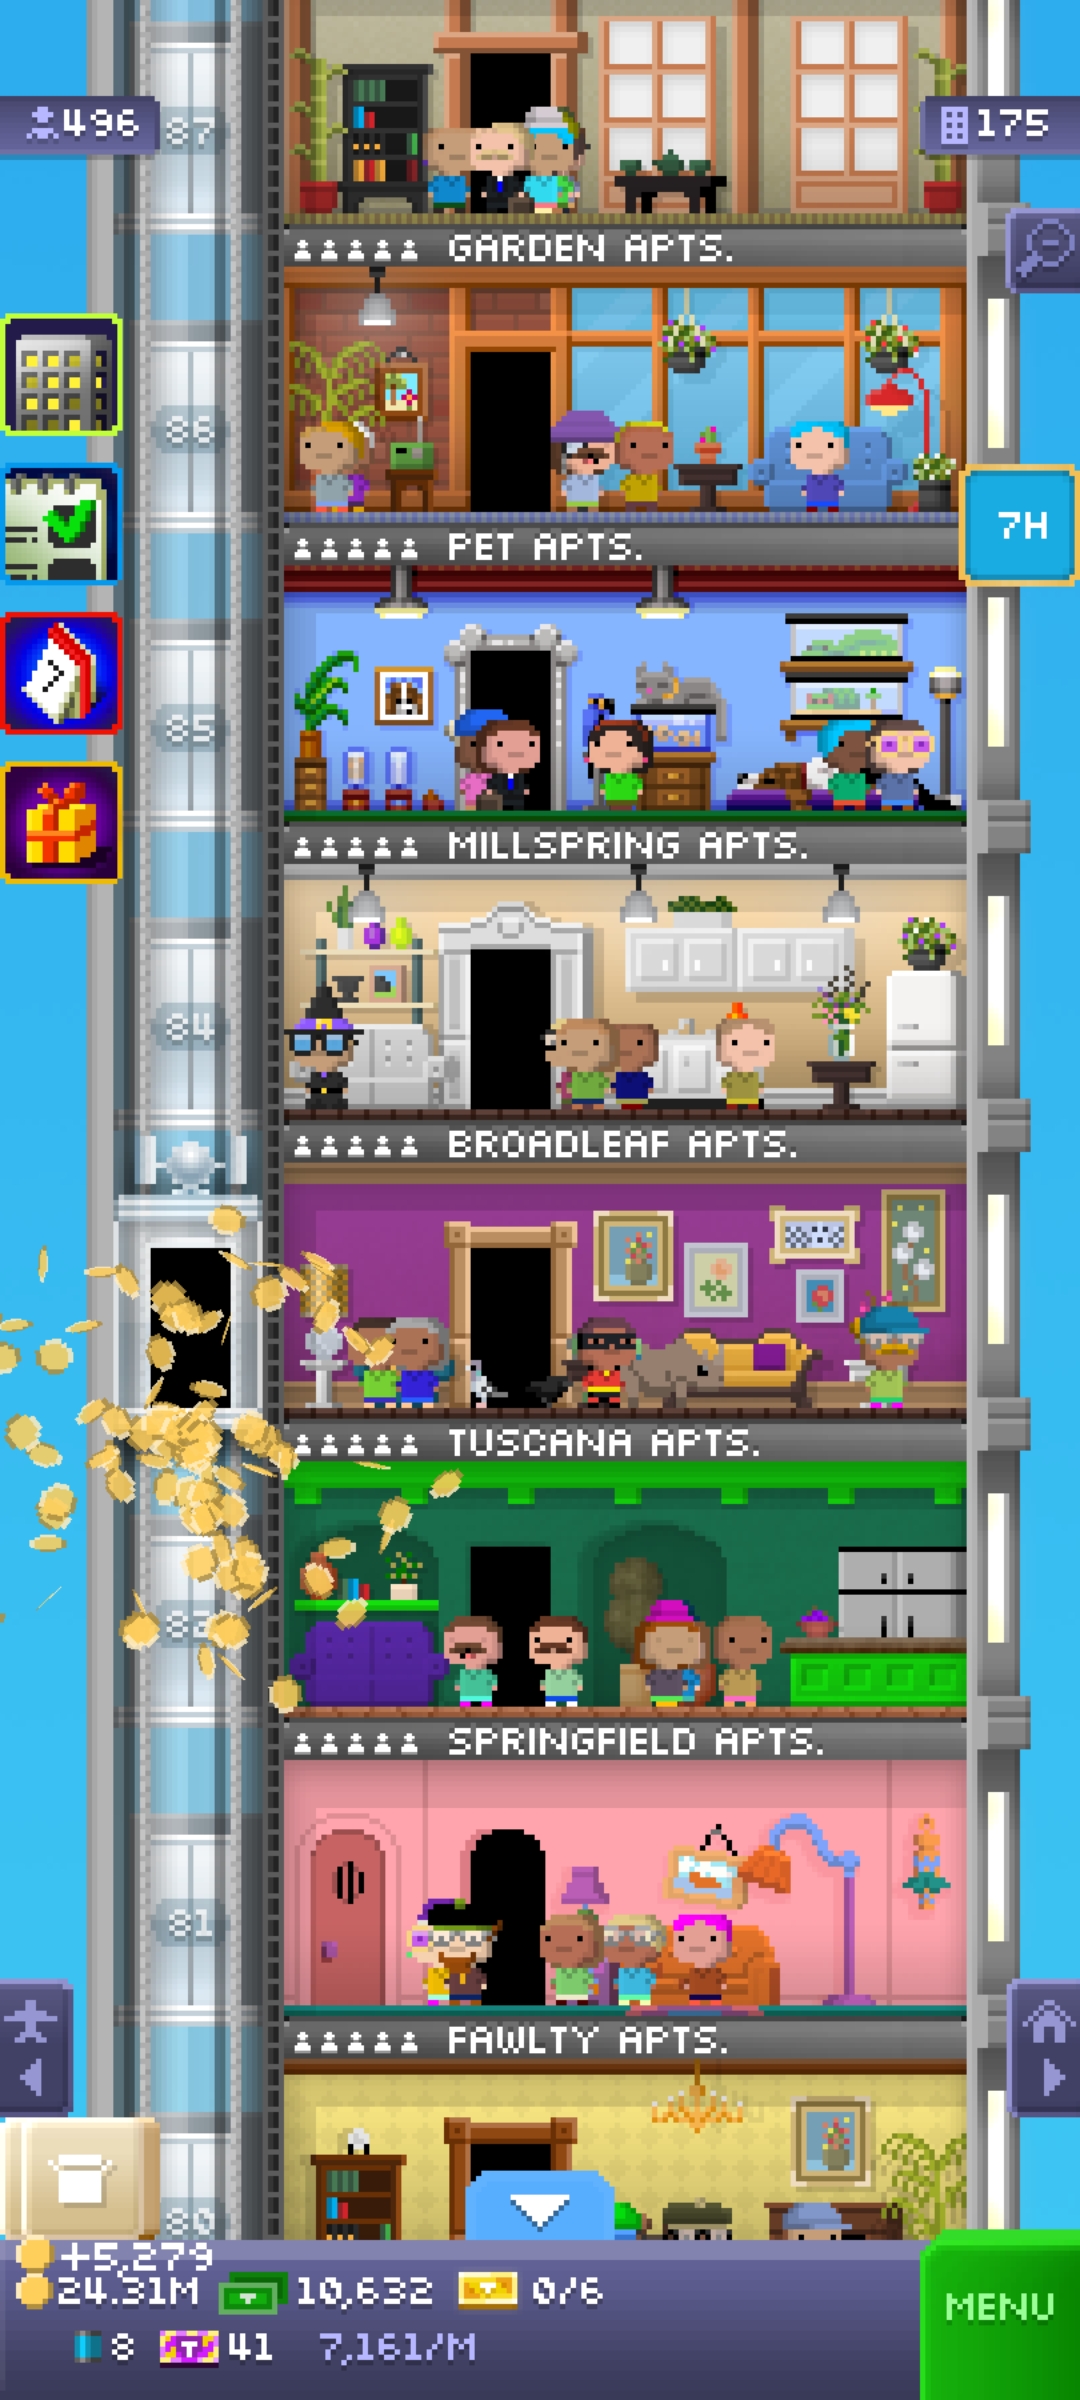 496
87
175
GARDEN APTS.
86
7H
PET APTS.
85
MILLSPRING APTS.
84
BROADLEAF APTS.
TUSCANA APTS.
82
SPRINGFIELD APTS.
81
FAWLTY APTS.
80
+5,279
24.31M 10,632 0/6
MENU
8 T 41 7,161/M